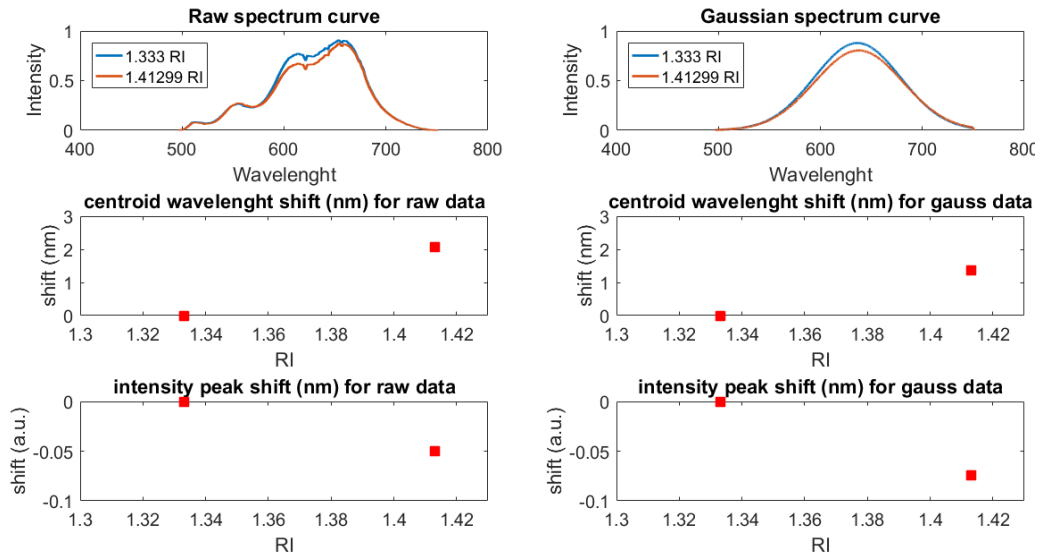 Raw spectrum curve
Intensity
1
0.5
0
1.333 RI
1.41299 RI
400 500 600 700 800
Wavelenght
Gaussian spectrum curve
Intensity
1
0.5
0
1.333 RI
1.41299 RI
400 500 600 700 800
Wavelenght
centroid wavelenght shift (nm) for raw data
shift (nm)
3
2
1
0
1.3 1.32 1.34 1.36 1.38 1.4 1.42
RI
centroid wavelenght shift (nm) for gauss data
shift (nm)
3
2
1
0
1.3 1.32 1.34 1.36 1.38 1.4 1.42
RI
intensity peak shift (nm) for raw data
shift (a.u.)
0
-0.05
-0.1
1.3 1.32 1.34 1.36 1.38 1.4 1.42
RI
intensity peak shift (nm) for gauss data
shift (a.u.)
0
-0.05
-0.1
1.3 1.32 1.34 1.36 1.38 1.4 1.42
RI